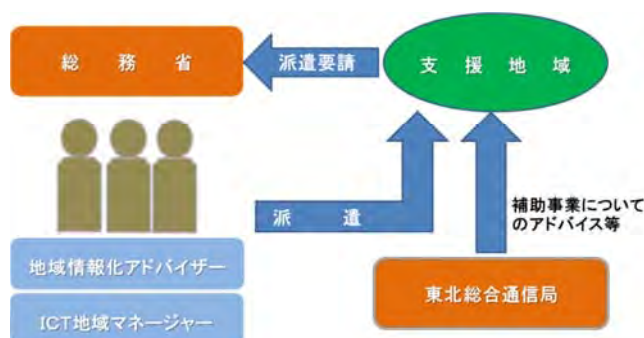 総務省
派遣要請
支援地域
派遣
補助事業について
のアドバイス等
地域情報化アドバイザー
ICT地域マネージャー
東北総合通信局